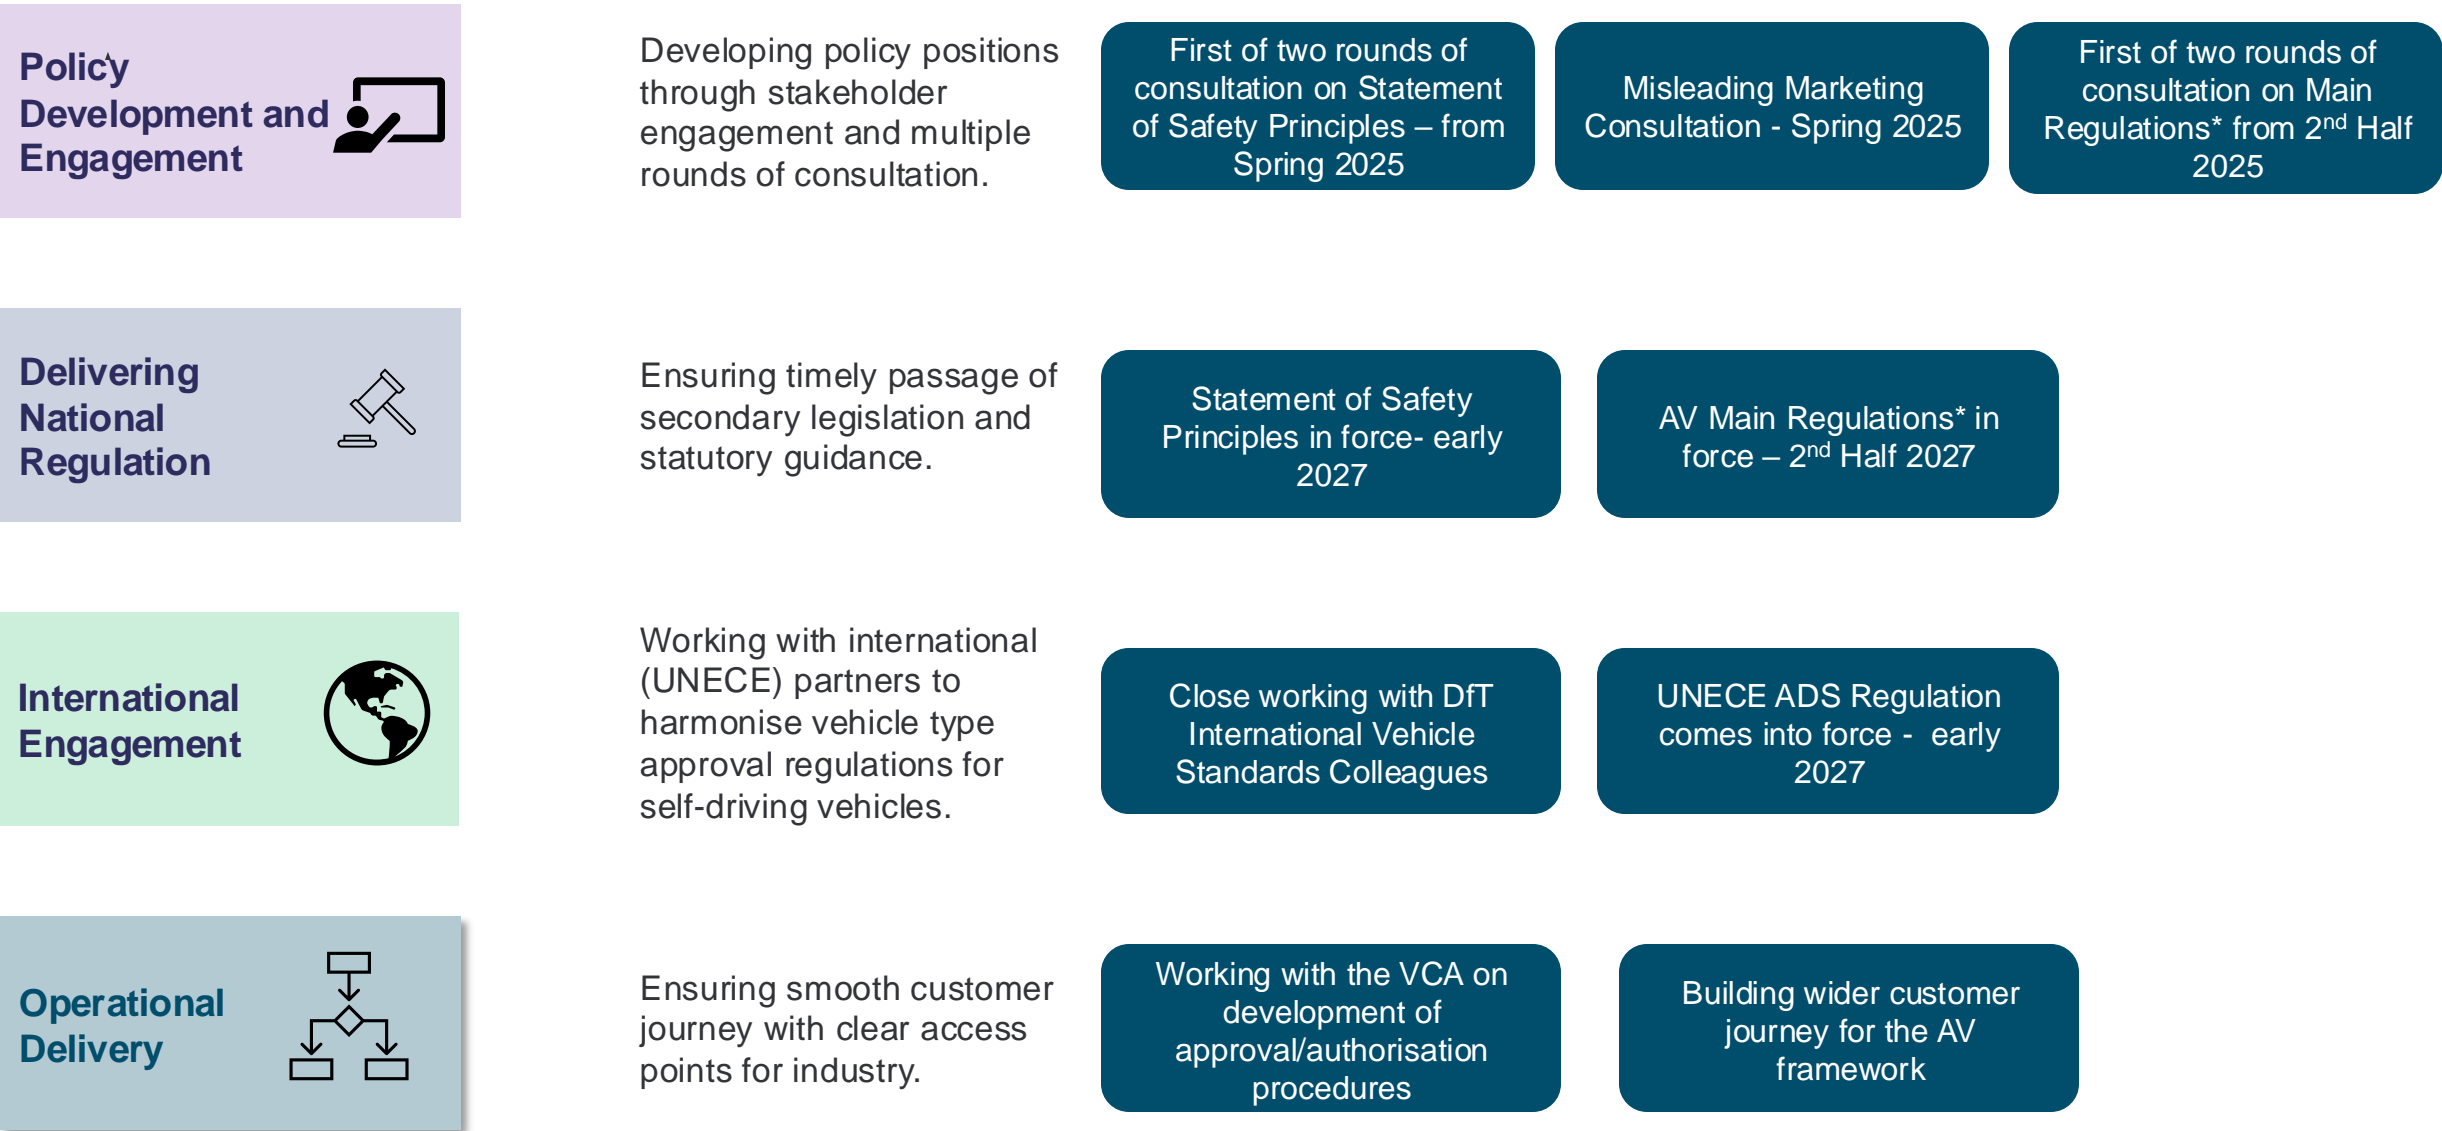 Policy
Development and
Engagement
Developing policy positions
through stakeholder
engagement and multiple
rounds of consultation.
First of two rounds of
consultation on Statement
of Safety Principles – from
Spring 2025
Misleading Marketing
Consultation - Spring 2025
First of two rounds of
consultation on Main
Regulations* from 2nd Half
2025
Delivering
National
Regulation
Ensuring timely passage of
secondary legislation and
statutory guidance.
Statement of Safety
Principles in force- early
2027
AV Main Regulations* in
force – 2nd Half 2027
International
Engagement
Working with international
(UNECE) partners to
harmonise vehicle type
approval regulations for
self-driving vehicles.
Close working with DfT
International Vehicle
Standards Colleagues
UNECE ADS Regulation
comes into force -  early
2027
Operational
Delivery
Ensuring smooth customer
journey with clear access
points for industry.
Working with the VCA on
development of
approval/authorisation
procedures
Building wider customer
journey for the AV
framework